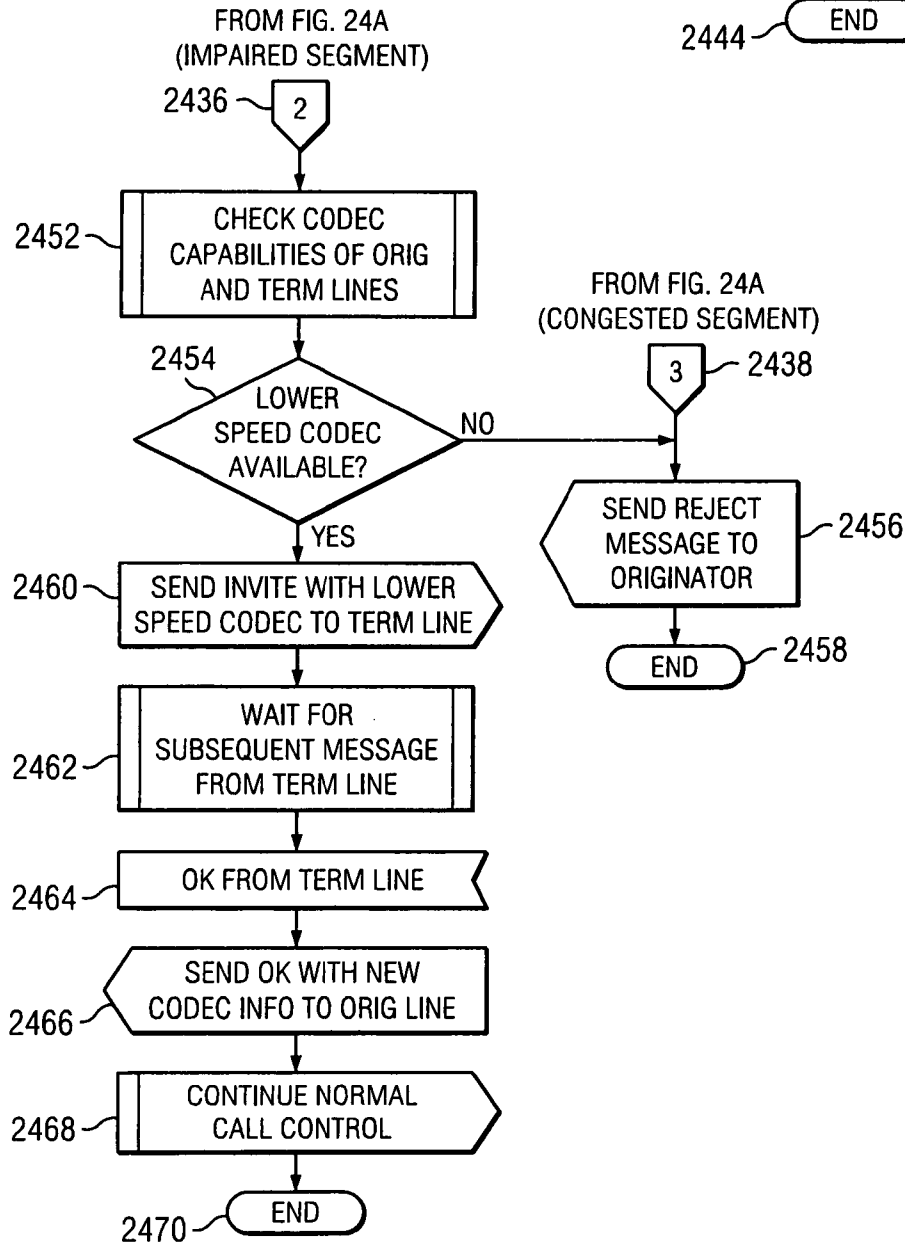 FROM FIG. 24A
(IMPAIRED SEGMENT)
2444
END
2436
2
2452
CHECK CODEC
CAPABILITIES OF ORIG
AND TERM LINES
FROM FIG. 24A
(CONGESTED SEGMENT)
3
2438
2454
LOWER
SPEED CODEC
AVAILABLE?
NO
YES
SEND REJECT
MESSAGE TO
ORIGINATOR
2456
END
2458
2460
SEND INVITE WITH LOWER
SPEED CODEC TO TERM LINE
2462
WAIT FOR
SUBSEQUENT MESSAGE
FROM TERM LINE
2464
OK FROM TERM LINE
2466
SEND OK WITH NEW
CODEC INFO TO ORIG LINE
2468
CONTINUE NORMAL
CALL CONTROL
2470
END